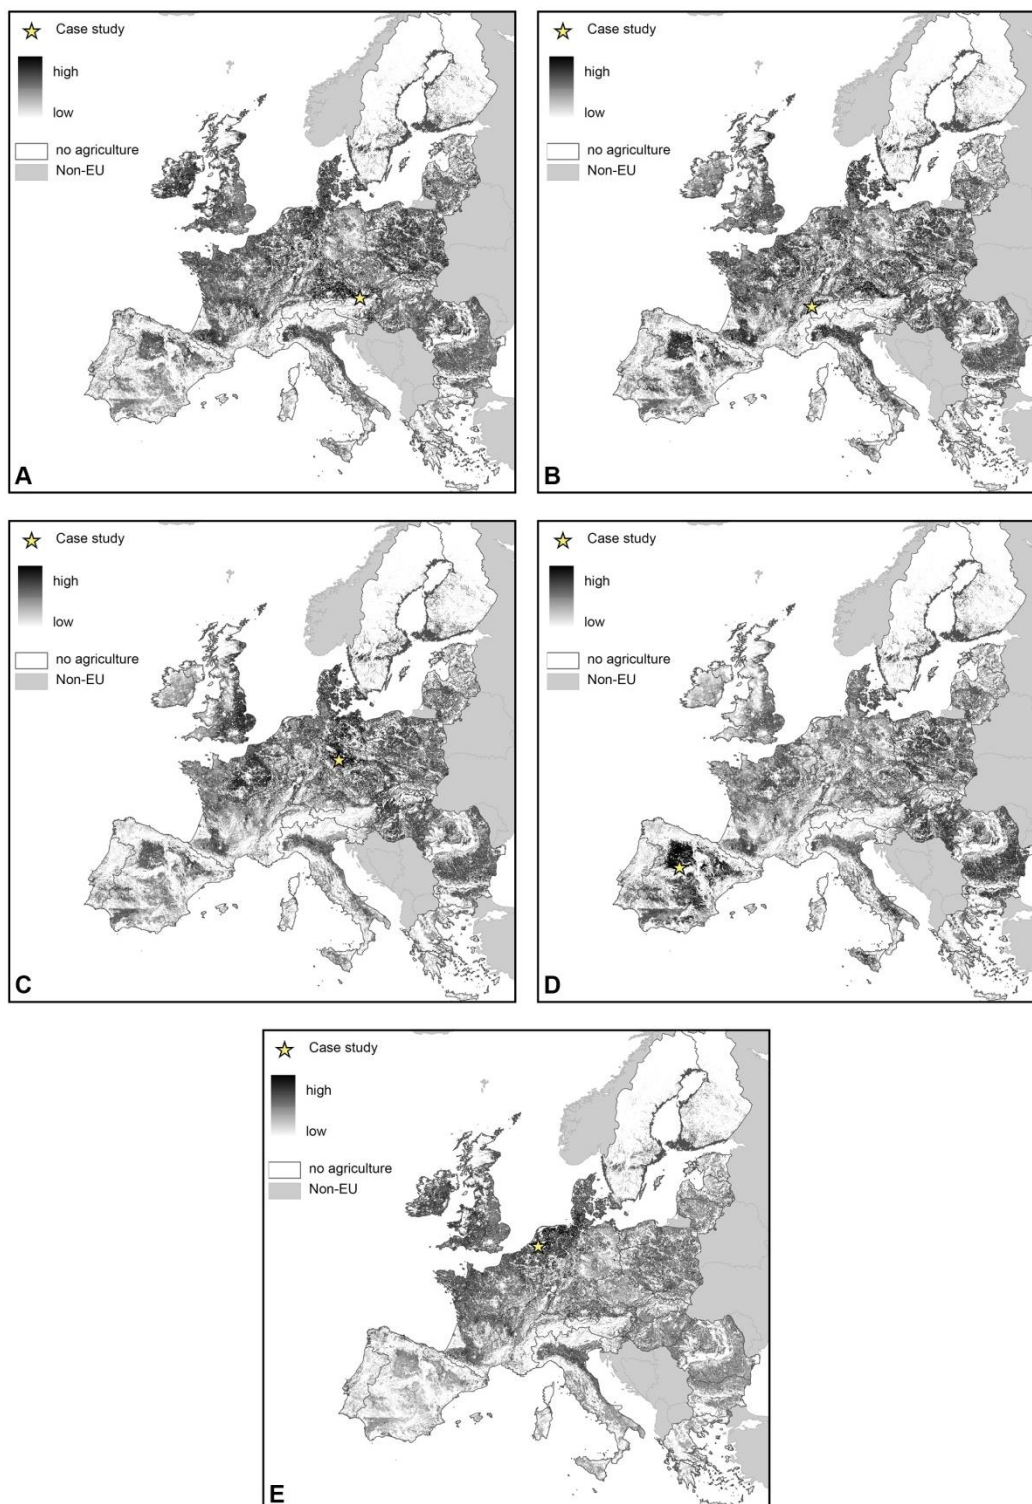 Case study
high
low
no agriculture
Non-EU
A
Case study
high
low
no agriculture
Non-EU
B
Case study
high
low
no agriculture
Non-EU
C
Case study
high
low
no agriculture
Non-EU
D
Case study
high
low
no agriculture
Non-EU
E